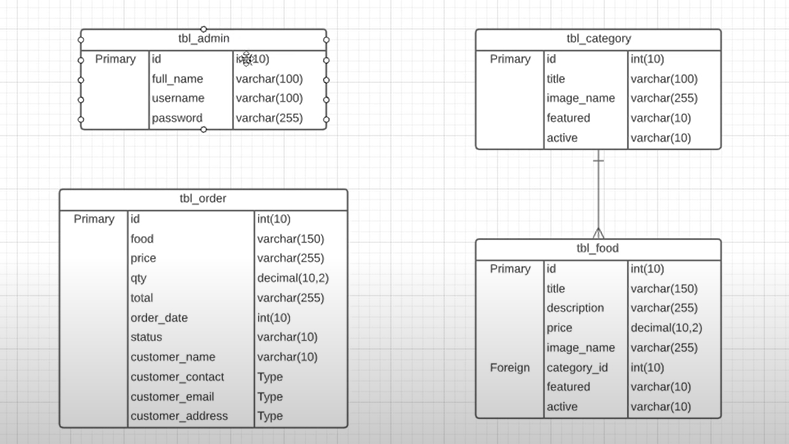 tbl_admin
Primary id int(10)
full_name varchar(100)
username varchar(100)
password varchar(255)
tbl_category
Primary id int(10)
title varchar(100)
image_name varchar(255)
featured varchar(10)
active varchar(10)
tbl_order
Primary id int(10)
food varchar(150)
price varchar(255)
qty decimal(10,2)
total varchar(255)
order_date int(10)
status varchar(10)
customer_name varchar(10)
customer_contact Type
customer_email Type
customer_address Type
tbl_food
Primary id int(10)
title varchar(150)
description varchar(255)
price decimal(10,2)
image_name varchar(255)
Foreign category_id int(10)
featured varchar(10)
active varchar(10)